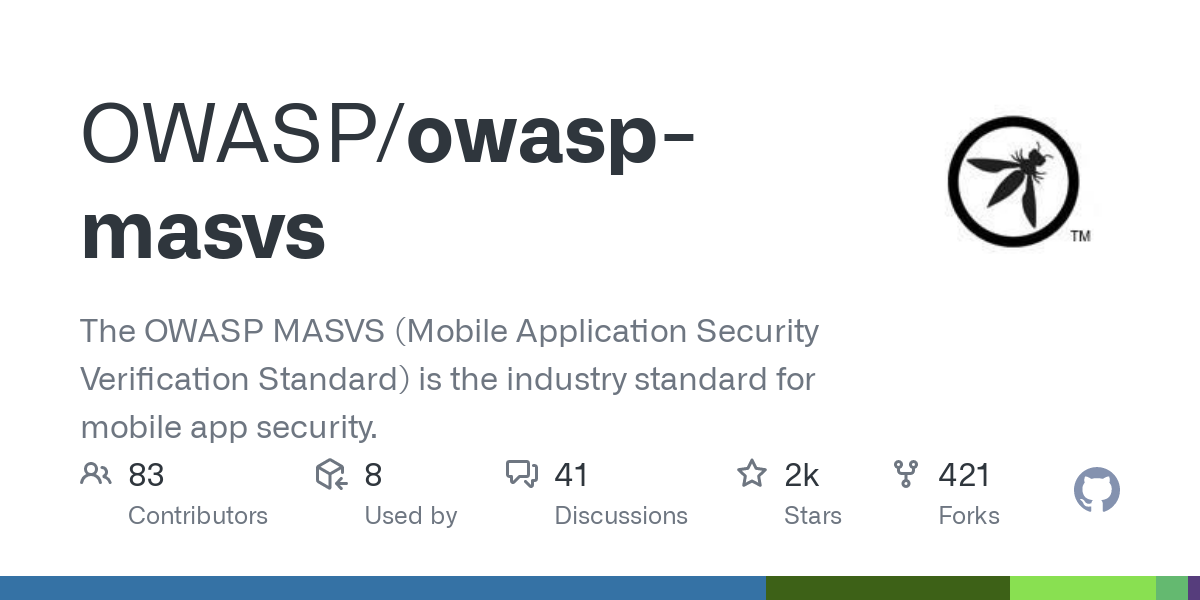 OWASP/owasp-
masvs
TM
The OWASP MASVS (Mobile Application Security
Verification Standard) is the industry standard for
mobile app security.
83 8 41 2k 421
Contributors Used by Discussions Stars Forks